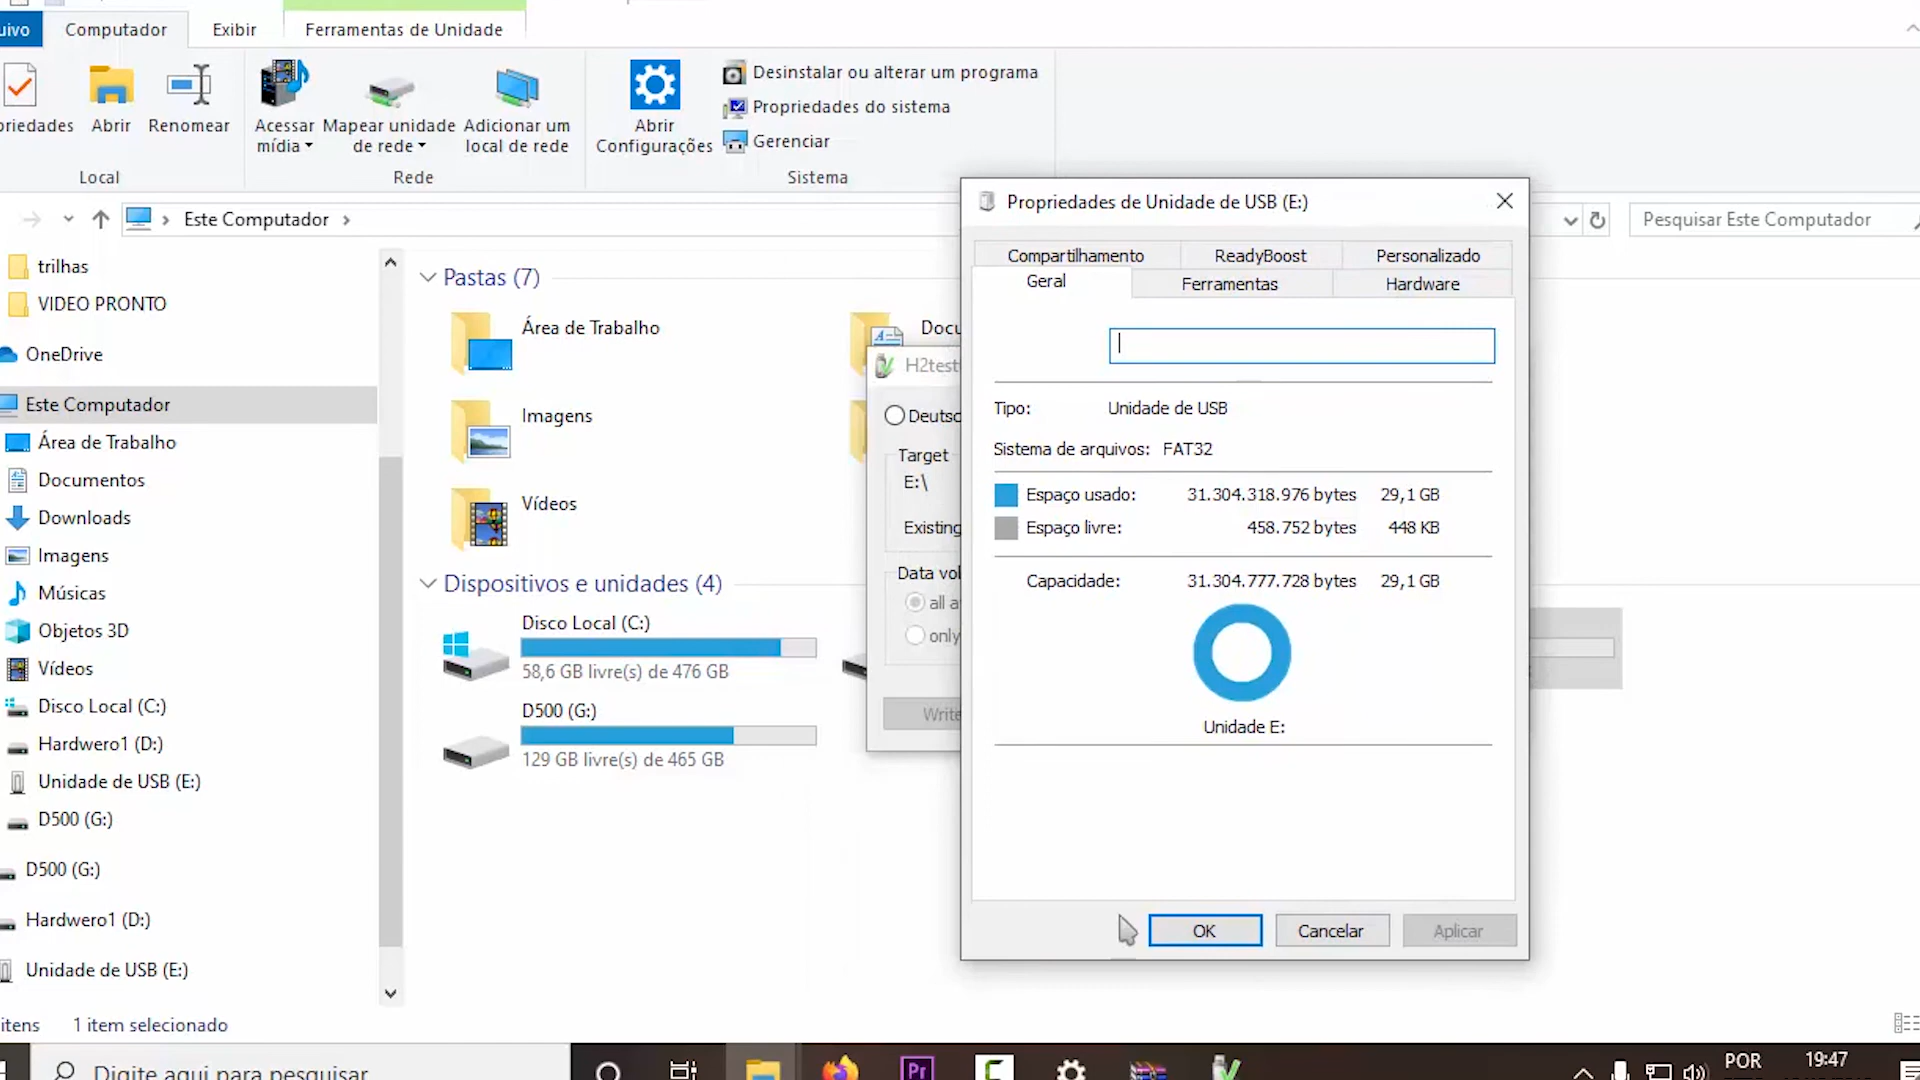 Computador
Exibir
Ferramentas de Unidade
Abrir
Renomear
Acessar mídia
Mapear unidade de rede
Adicionar um local de rede
Abrir Configurações
Desinstalar ou alterar um programa
Propriedades do sistema
Gerenciar
Local
Rede
Sistema
Este Computador
Pesquisar Este Computador
trilhas
VIDEO PRONTO
OneDrive
Este Computador
Área de Trabalho
Documentos
Downloads
Imagens
Músicas
Objetos 3D
Vídeos
Disco Local (C:)
Hardwero1 (D:)
Unidade de USB (E:)
D500 (G:)
D500 (G:)
Hardwero1 (D:)
Unidade de USB (E:)
Pastas (7)
Área de Trabalho
Imagens
Vídeos
Docu
Dispositivos e unidades (4)
Disco Local (C:)
58,6 GB livre(s) de 476 GB
D500 (G:)
129 GB livre(s) de 465 GB
H2test
Deutsc
Target
E:\
Existing
Data vol
all a
only
Write
Propriedades de Unidade de USB (E:)
Compartilhamento
ReadyBoost
Personalizado
Geral
Ferramentas
Hardware
Tipo: Unidade de USB
Sistema de arquivos: FAT32
Espaço usado: 31.304.318.976 bytes 29,1 GB
Espaço livre: 458.752 bytes 448 KB
Capacidade: 31.304.777.728 bytes 29,1 GB
Unidade E:
OK
Cancelar
Aplicar
itens
1 item selecionado
Digite aqui para pesquisar
Pr
POR
19:47